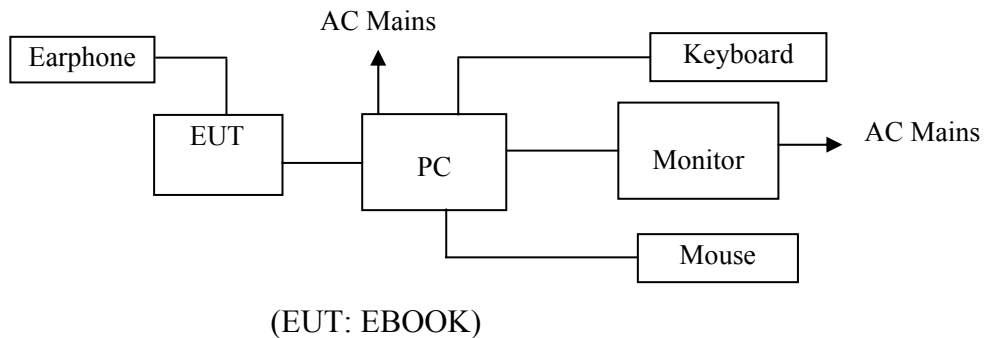 AC Mains
Earphone
Keyboard
EUT
PC
Monitor
AC Mains
Mouse
(EUT: EBOOK)